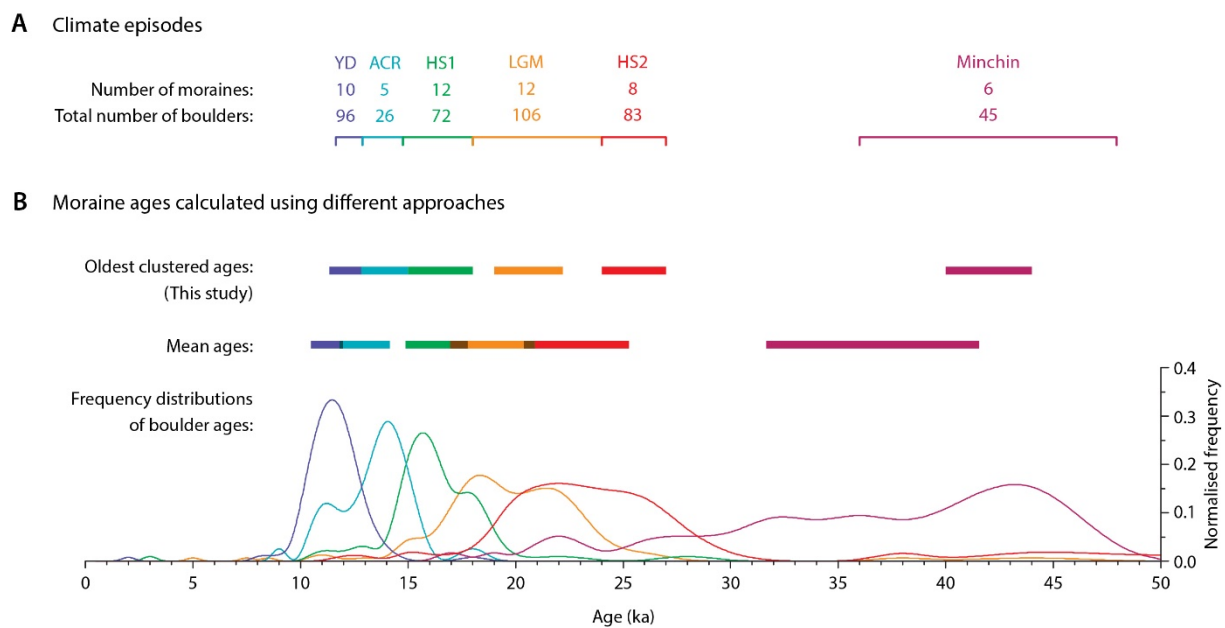 A Climate episodes
YD ACR HS1 LGM HS2 Minchin
Number of moraines: 10 5 12 12 8 6
Total number of boulders: 96 26 72 106 83 45
B Moraine ages calculated using different approaches
Oldest clustered ages:
(This study)
Mean ages:
Frequency distributions
of boulder ages:
0.4
0.3
0.2
0.1
0.0
Normalised frequency
0 5 10 15 20 25 30 35 40 45 50
Age (ka)